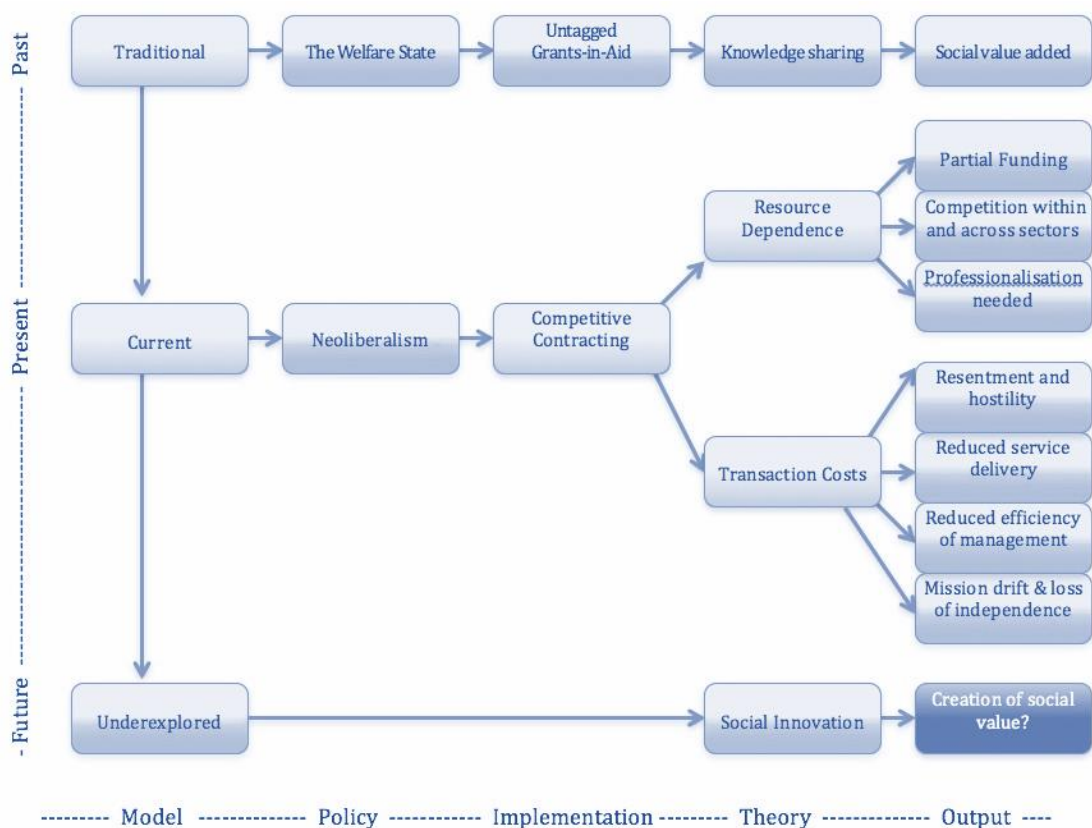 Past
Traditional
The Welfare State
Untagged
Grants-in-Aid
Knowledge sharing
Social value added
Partial Funding
Resource
Dependence
Competition within
and across sectors
Professionalisation
needed
Present
Current
Neoliberalism
Competitive
Contracting
Resentment and
hostility
Reduced service
delivery
Transaction Costs
Reduced efficiency
of management
Mission drift & loss
of independence
Future
Underexplored
Social Innovation
Creation of social
value?
Model
Policy
Implementation
Theory
Output